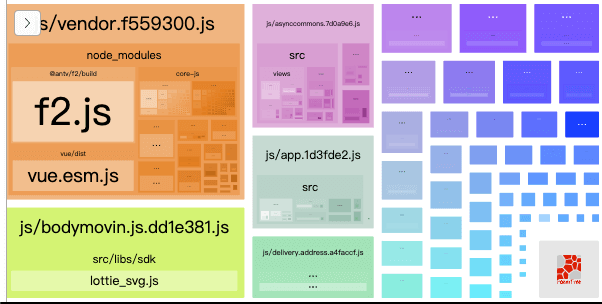 js/vendor.f559300.js
node_modules
@antv/f2/build
core-js
f2.js
vue/dist
vue.esm.js
js/bodymovin.js.dd1e381.js
src/libs/sdk
lottie_svg.js
js/asynccommons.7d0a9e6.js
src
views
js/app.1d3fde2.js
src
js/delivery.address.a4faccf.js
...
...